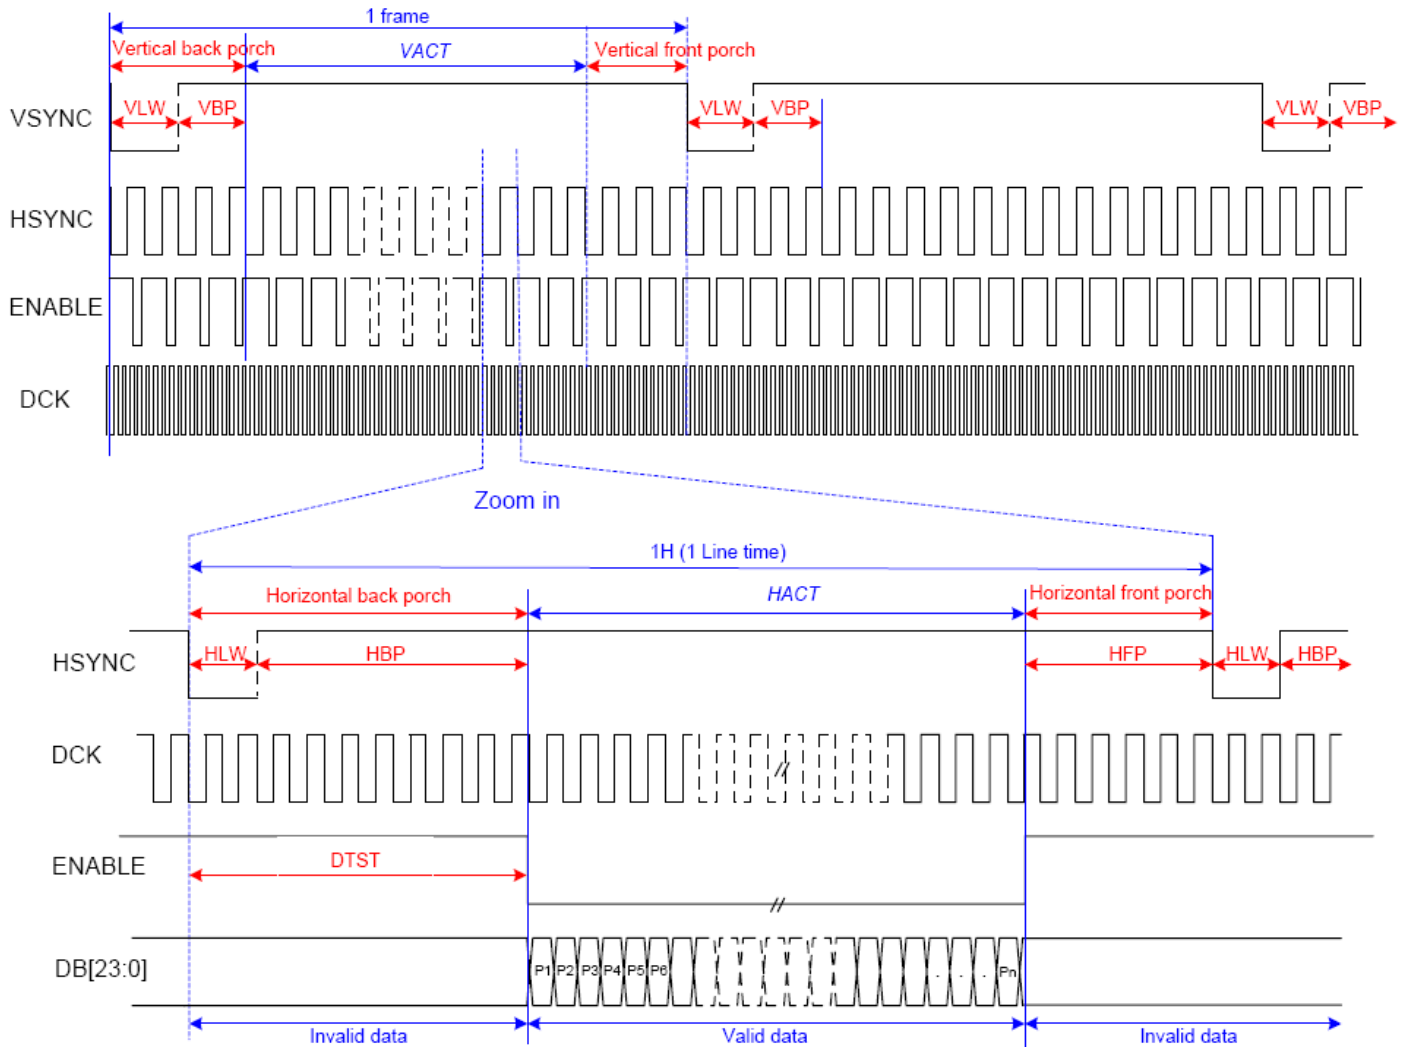 1 frame
Vertical back porch VACT Vertical front porch
VSYNC VLW VBP VLW VBP VLW VBP
HSYNC
ENABLE
DCK
Zoom in
1H (1 Line time)
Horizontal back porch HACT Horizontal front porch
HSYNC HLW HBP HFP HLW HBP
DCK //
ENABLE DTST
//
DB[23:0] P1 P2 P3 P4 P5 P6 . . . Pn
Invalid data Valid data Invalid data